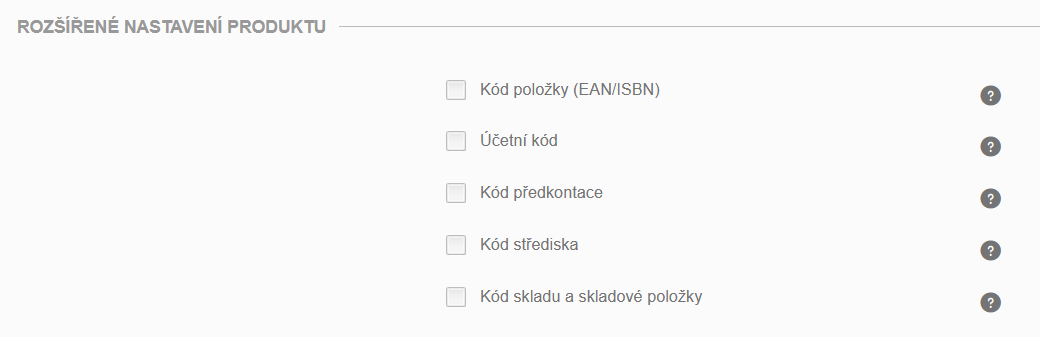 ROZŠÍŘENÉ NASTAVENÍ PRODUKTU
Kód položky (EAN/ISBN)
?
Účetní kód
?
Kód předkontace
?
Kód střediska
?
Kód skladu a skladové položky
?